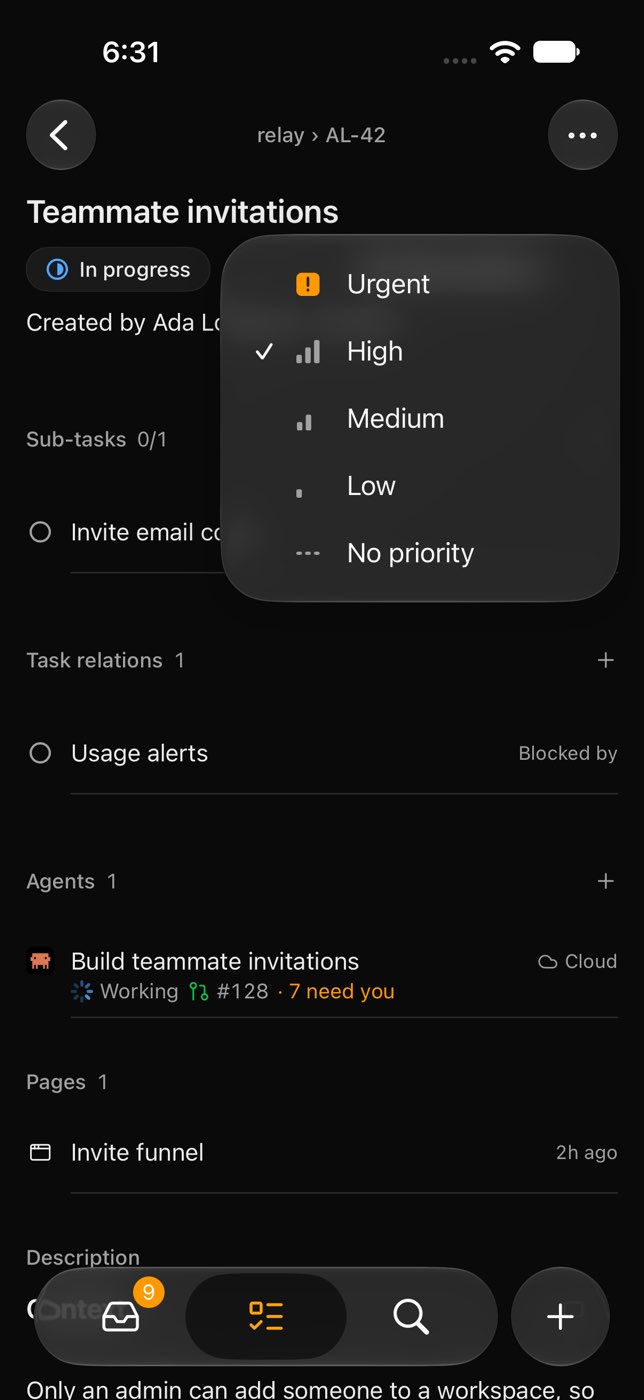 6:31
relay › AL-42
Teammate invitations
In progress
Urgent
Created by Ada
High
Medium
Sub-tasks 0/1
Low
Invite email
No priority
Task relations 1
Usage alerts
Blocked by
Agents 1
Build teammate invitations
Cloud
Working #128 · 7 need you
Pages 1
Invite funnel
2h ago
Description
9
Only an admin can add someone to a workspace, so